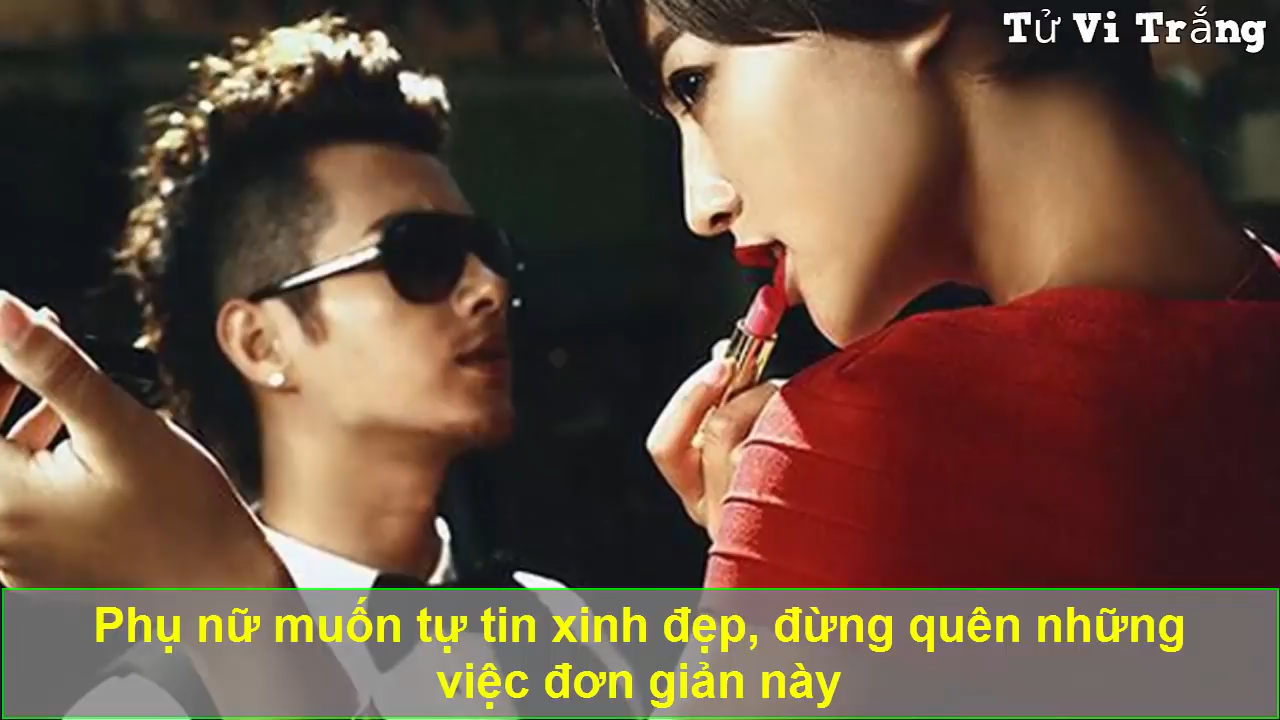 Tử Vi Trắng
Phụ nữ muốn tự tin xinh đẹp, đừng quên những
việc đơn giản này